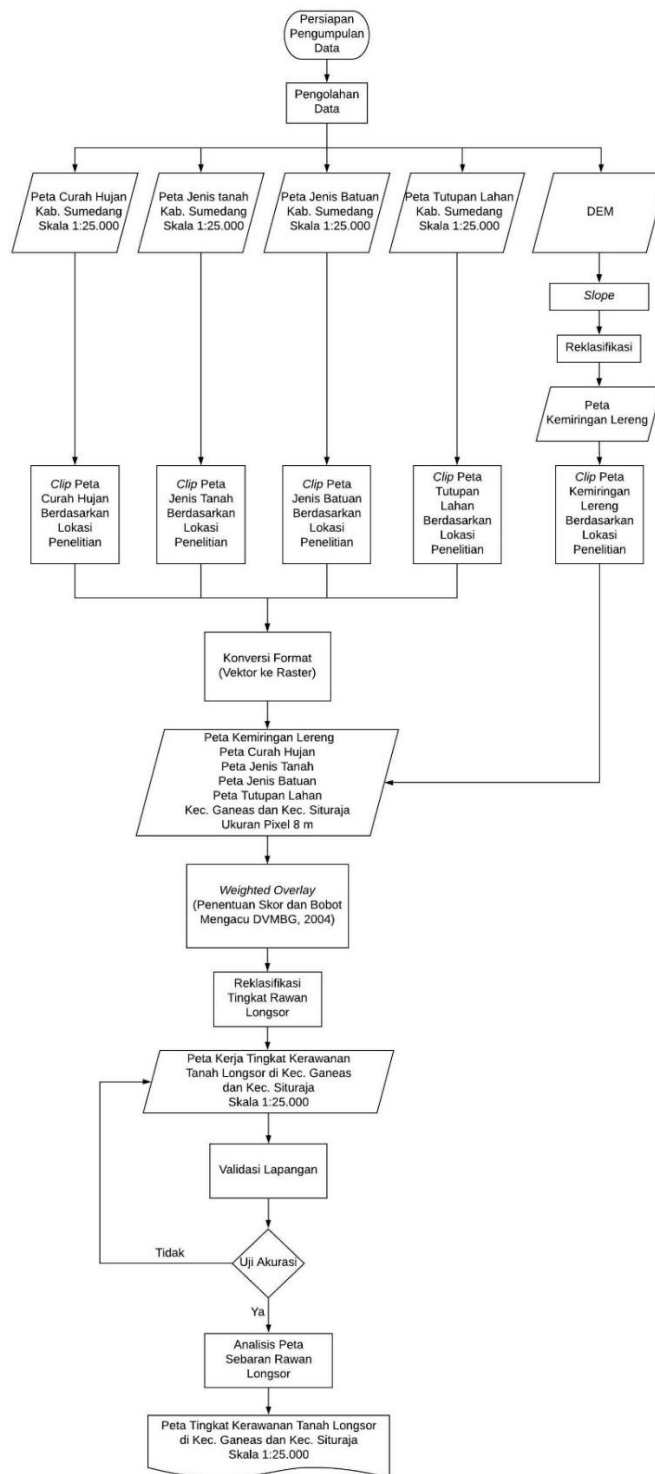 Persiapan
Pengumpulan
Data
Pengolahan
Data
Peta Curah Hujan
Kab. Sumedang
Skala 1:25.000
Peta Jenis tanah
Kab. Sumedang
Skala 1:25.000
Peta Jenis Batuan
Kab. Sumedang
Skala 1:25.000
Peta Tutupan Lahan
Kab. Sumedang
Skala 1:25.000
DEM
Slope
Reklasifikasi
Peta
Kemiringan Lereng
Clip Peta
Curah Hujan
Berdasarkan
Lokasi
Penelitian
Clip Peta
Jenis Tanah
Berdasarkan
Lokasi
Penelitian
Clip Peta
Jenis Batuan
Berdasarkan
Lokasi
Penelitian
Clip Peta
Tutupan
Lahan
Berdasarkan
Lokasi
Penelitian
Clip Peta
Kemiringan
Lereng
Berdasarkan
Lokasi
Penelitian
Konversi Format
(Vektor ke Raster)
Peta Kemiringan Lereng
Peta Curah Hujan
Peta Jenis Tanah
Peta Jenis Batuan
Peta Tutupan Lahan
Kec. Ganeas dan Kec. Situraja
Ukuran Pixel 8 m
Weighted Overlay
(Penentuan Skor dan Bobot
Mengacu DVMBG, 2004)
Reklasifikasi
Tingkat Rawan
Longsor
Peta Kerja Tingkat Kerawanan
Tanah Longsor di Kec. Ganeas
dan Kec. Situraja
Skala 1:25.000
Validasi Lapangan
Tidak
Uji Akurasi
Ya
Analisis Peta
Sebaran Rawan
Longsor
Peta Tingkat Kerawanan Tanah Longsor
di Kec. Ganeas dan Kec. Situraja
Skala 1:25.000